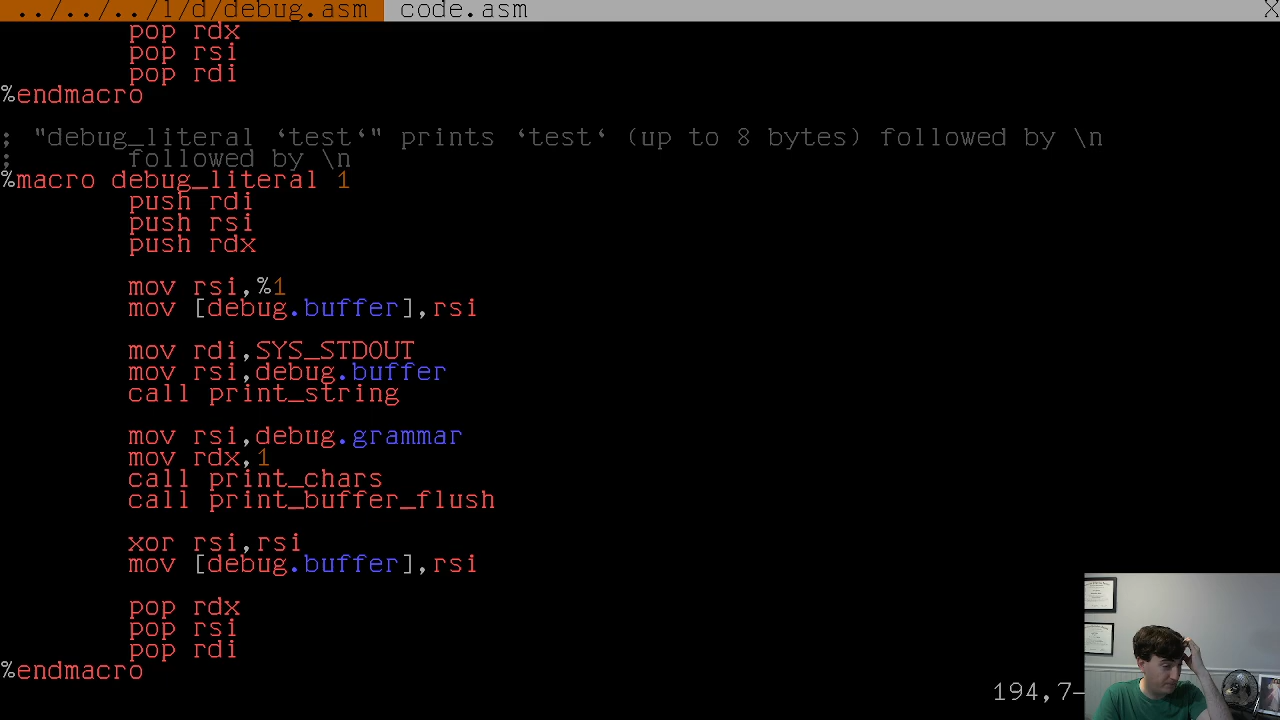 ../../../l/d/debug.asm code.asm X
pop rdx
pop rsi
pop rdi
%endmacro
; "debug_literal ‘test‘" prints ‘test‘ (up to 8 bytes) followed by \n
; followed by \n
%macro debug_literal 1
push rdi
push rsi
push rdx
mov rsi,%1
mov [debug.buffer],rsi
mov rdi,SYS_STDOUT
mov rsi,debug.buffer
call print_string
mov rsi,debug.grammar
mov rdx,1
call print_chars
call print_buffer_flush
xor rsi,rsi
mov [debug.buffer],rsi
pop rdx
pop rsi
pop rdi
%endmacro
194,7-